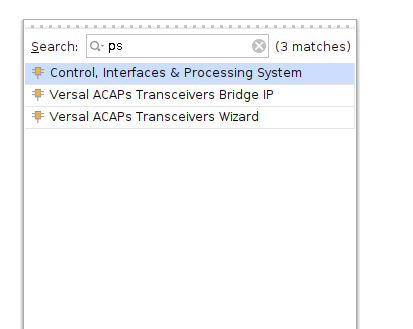 Search: ps (3 matches)
Control, Interfaces & Processing System
Versal ACAPs Transceivers Bridge IP
Versal ACAPs Transceivers Wizard